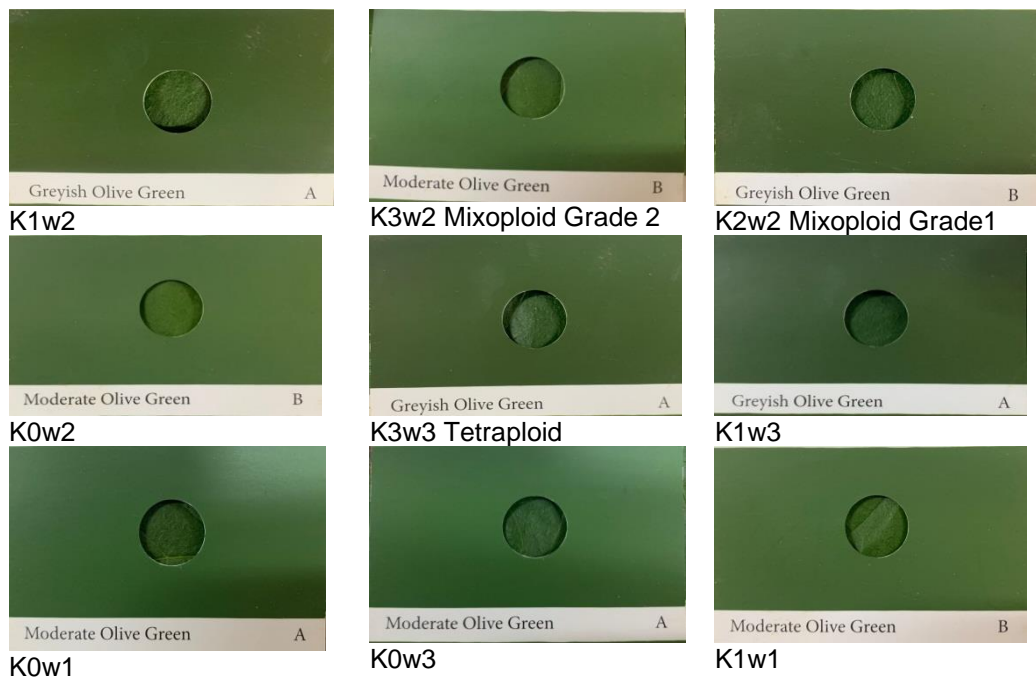 Greyish Olive Green A
K1w2
Moderate Olive Green B
K3w2 Mixoploid Grade 2
Greyish Olive Green B
K2w2 Mixoploid Grade1
Moderate Olive Green B
K0w2
Greyish Olive Green A
K3w3 Tetraploid
Greyish Olive Green A
K1w3
Moderate Olive Green A
K0w1
Moderate Olive Green A
K0w3
Moderate Olive Green B
K1w1